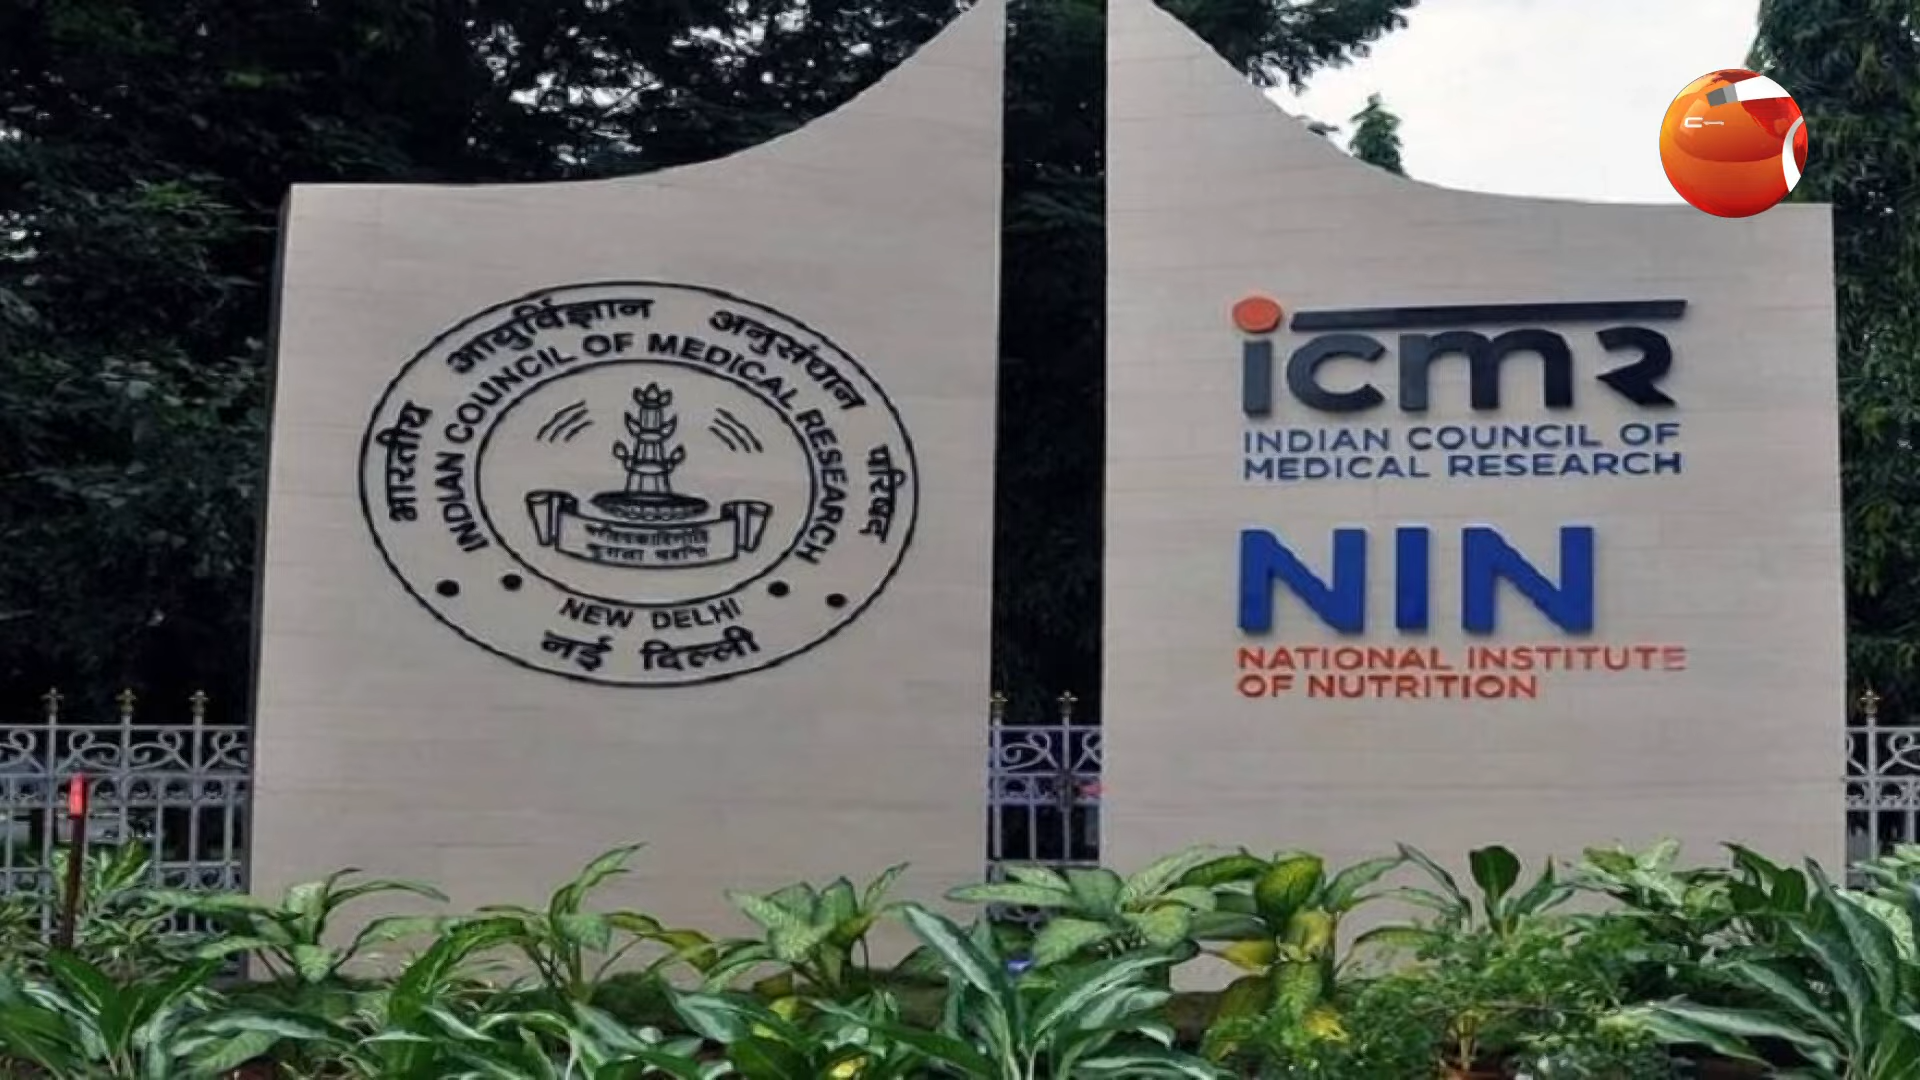 भारतीय आयुर्विज्ञान अनुसंधान परिषद
INDIAN COUNCIL OF MEDICAL RESEARCH
NEW DELHI
नई दिल्ली
icmr
INDIAN COUNCIL OF
MEDICAL RESEARCH
NIN
NATIONAL INSTITUTE
OF NUTRITION